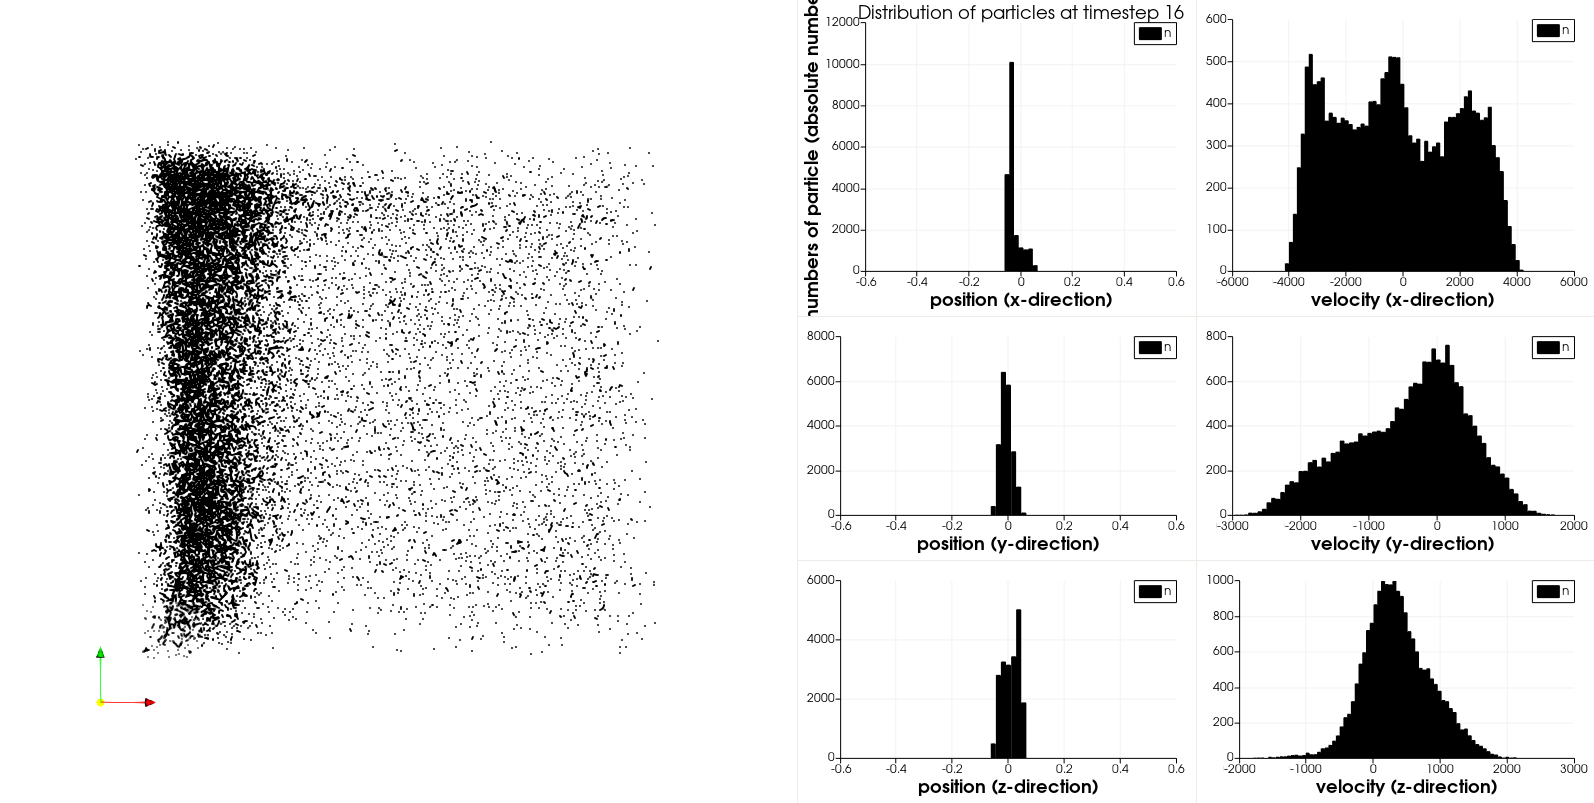 Distribution of particles at timestep 16
numbers of particle (absolute numbe
12000
10000
8000
6000
4000
2000
0
n
-0.6 -0.4 -0.2 0 0.2 0.4 0.6
position (x-direction)
600
500
400
300
200
100
0
n
-6000 -4000 -2000 0 2000 4000 6000
velocity (x-direction)
8000
6000
4000
2000
0
n
-0.6 -0.4 -0.2 0 0.2 0.4 0.6
position (y-direction)
800
600
400
200
0
n
-3000 -2000 -1000 0 1000 2000
velocity (y-direction)
6000
4000
2000
0
n
-0.6 -0.4 -0.2 0 0.2 0.4 0.6
position (z-direction)
1000
800
600
400
200
0
n
-2000 -1000 0 1000 2000 3000
velocity (z-direction)